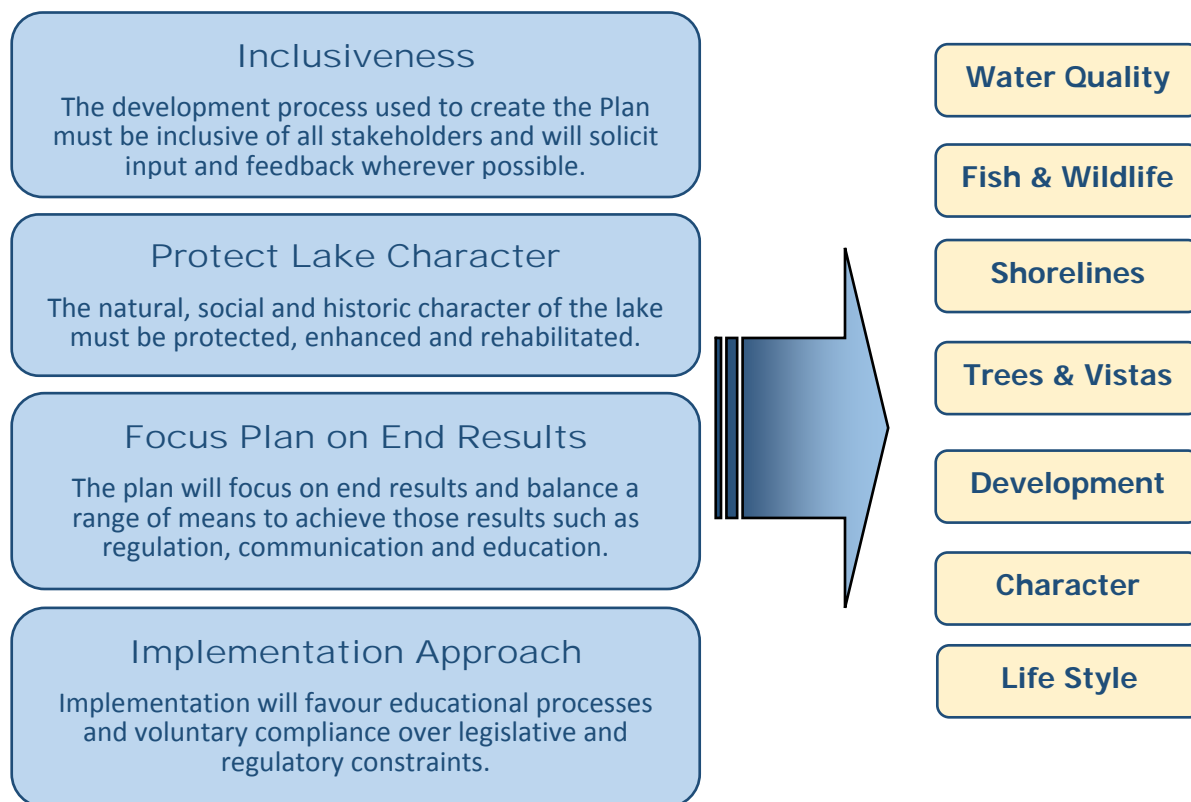 Inclusiveness
The development process used to create the Plan
must be inclusive of all stakeholders and will solicit
input and feedback wherever possible.
Protect Lake Character
The natural, social and historic character of the lake
must be protected, enhanced and rehabilitated.
Focus Plan on End Results
The plan will focus on end results and balance a
range of means to achieve those results such as
regulation, communication and education.
Implementation Approach
Implementation will favour educational processes
and voluntary compliance over legislative and
regulatory constraints.
Water Quality
Fish & Wildlife
Shorelines
Trees & Vistas
Development
Character
Life Style